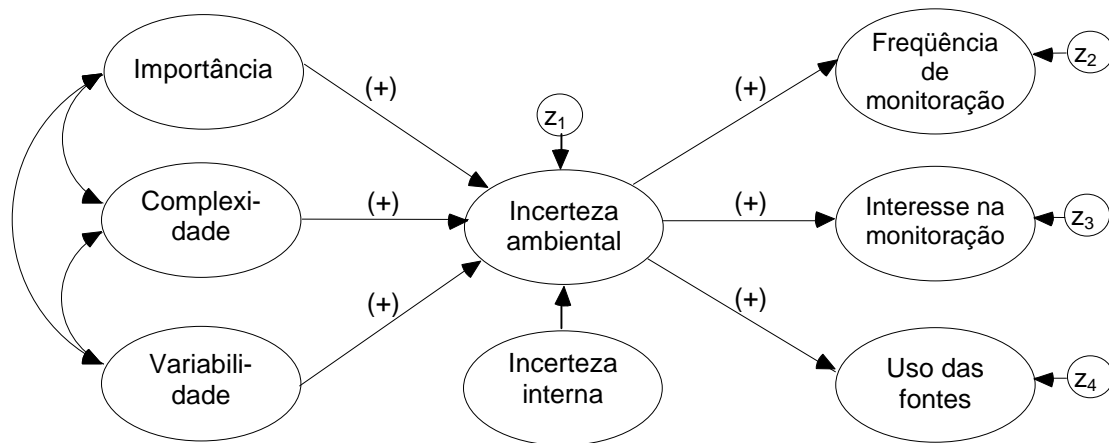 Importância
Complexi-
dade
Variabili-
dade
(+)
(+)
(+)
z1
Incerteza
ambiental
Incerteza
interna
(+)
(+)
(+)
Freqüência
de
monitoração
z2
Interesse na
monitoração
z3
Uso das
fontes
z4